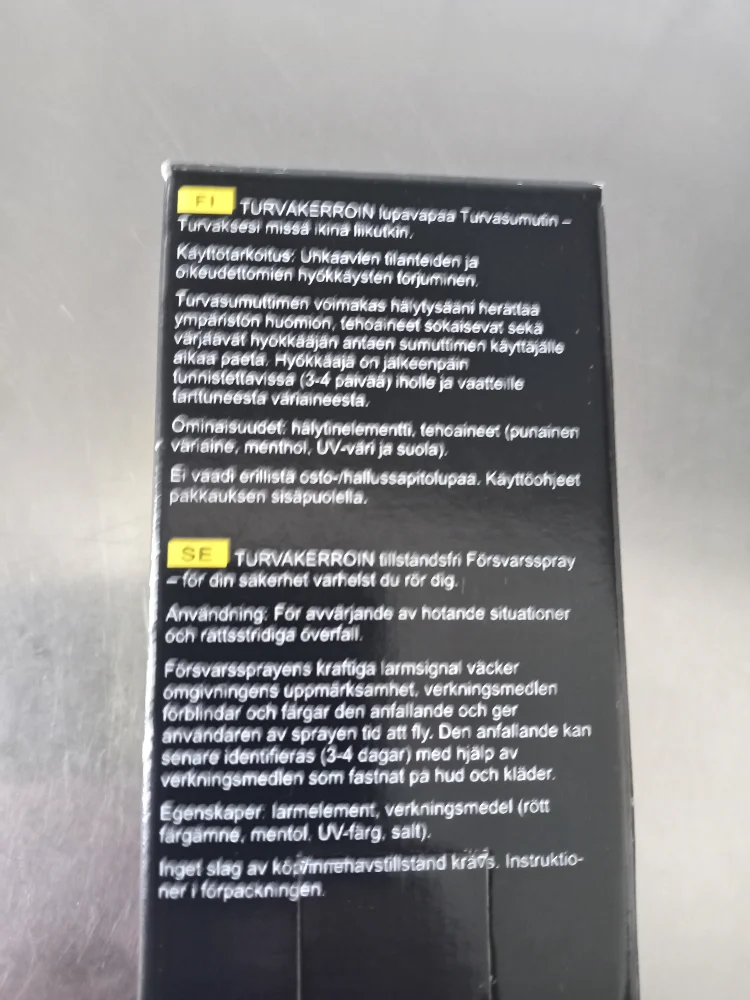 FI TURVAKERROIN lupavapaa Turvasumutin –
Turvaksesi missä ikinä liikutkin.
Käyttötarkoitus: Uhkaavien tilanteiden ja
oikeudettomien hyökkäysten torjuminen.
Turvasumuttimen voimakas hälytysääni herättää
ympäristön huomion, tehoaineet sokaisevat sekä
värjäävät hyökkääjän antaen sumuttimen käyttäjälle
aikaa paeta. Hyökkääjä on jälkeenpäin
tunnistettavissa (3-4 päivää) iholle ja vaatteille
tarttuneesta väriaineesta.
Ominaisuudet: hälytinelementti, tehoaineet (punainen
väriaine, menthol, UV-väri ja suola).
Ei vaadi erillistä osto-/hallussapitolupaa. Käyttöohjeet
pakkauksen sisäpuolella.
SE TURVAKERROIN tillståndsfri Försvarsspray
– för din säkerhet varhelst du rör dig.
Användning: För avvärjande av hotande situationer
och rättsstridiga överfall.
Försvarssprayens kraftiga larmsignal väcker
omgivningens uppmärksamhet, verkningsmedlen
förblindar och färgar den anfallande och ger
användaren av sprayen tid att fly. Den anfallande kan
senare identifieras (3-4 dagar) med hjälp av
verkningsmedlen som fastnat på hud och kläder.
Egenskaper: larmelement, verkningsmedel (rött
färgämne, mentol, UV-färg, salt).
Inget slag av köp/innehavstillstånd krävs. Instruktio-
ner i förpackningen.